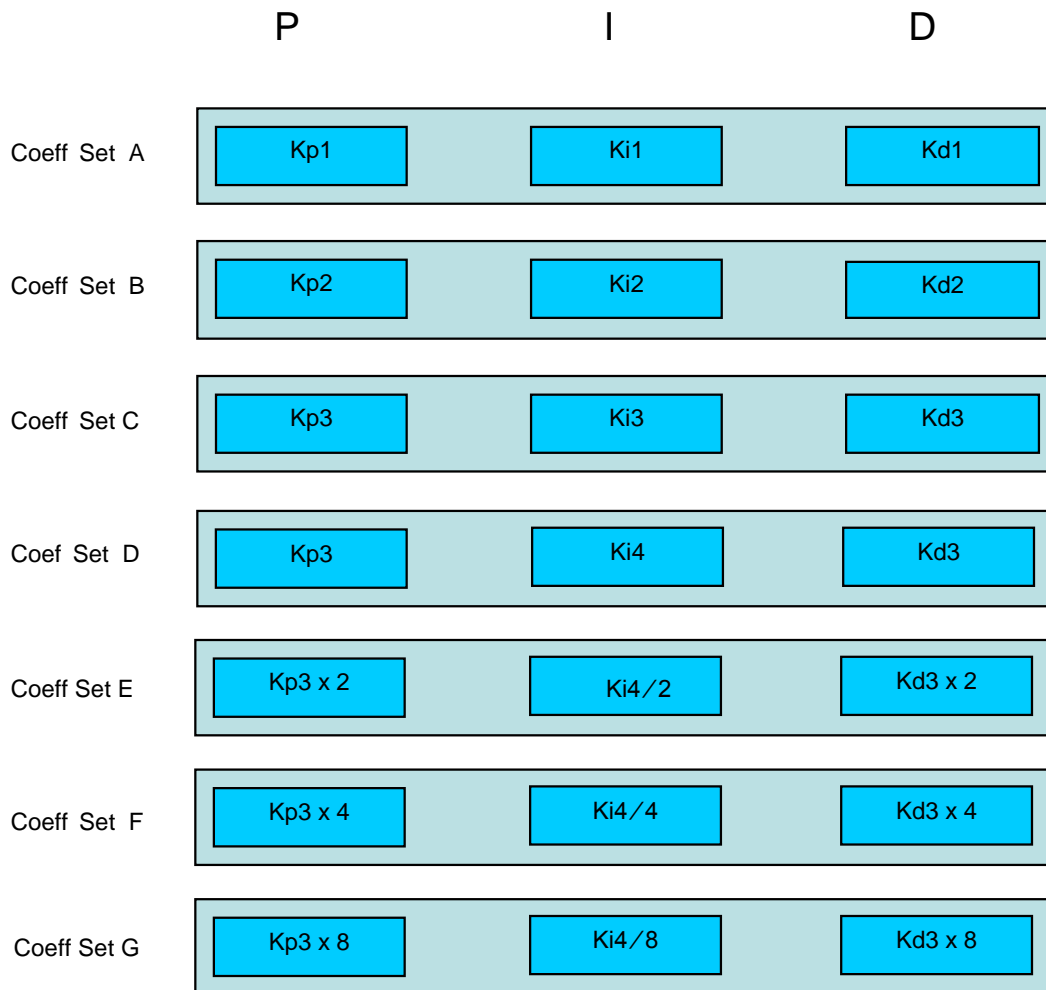 P I D
Coeff Set A Kp1 Ki1 Kd1
Coeff Set B Kp2 Ki2 Kd2
Coeff Set C Kp3 Ki3 Kd3
Coef Set D Kp3 Ki4 Kd3
Coeff Set E Kp3 x 2 Ki4/2 Kd3 x 2
Coeff Set F Kp3 x 4 Ki4/4 Kd3 x 4
Coeff Set G Kp3 x 8 Ki4/8 Kd3 x 8